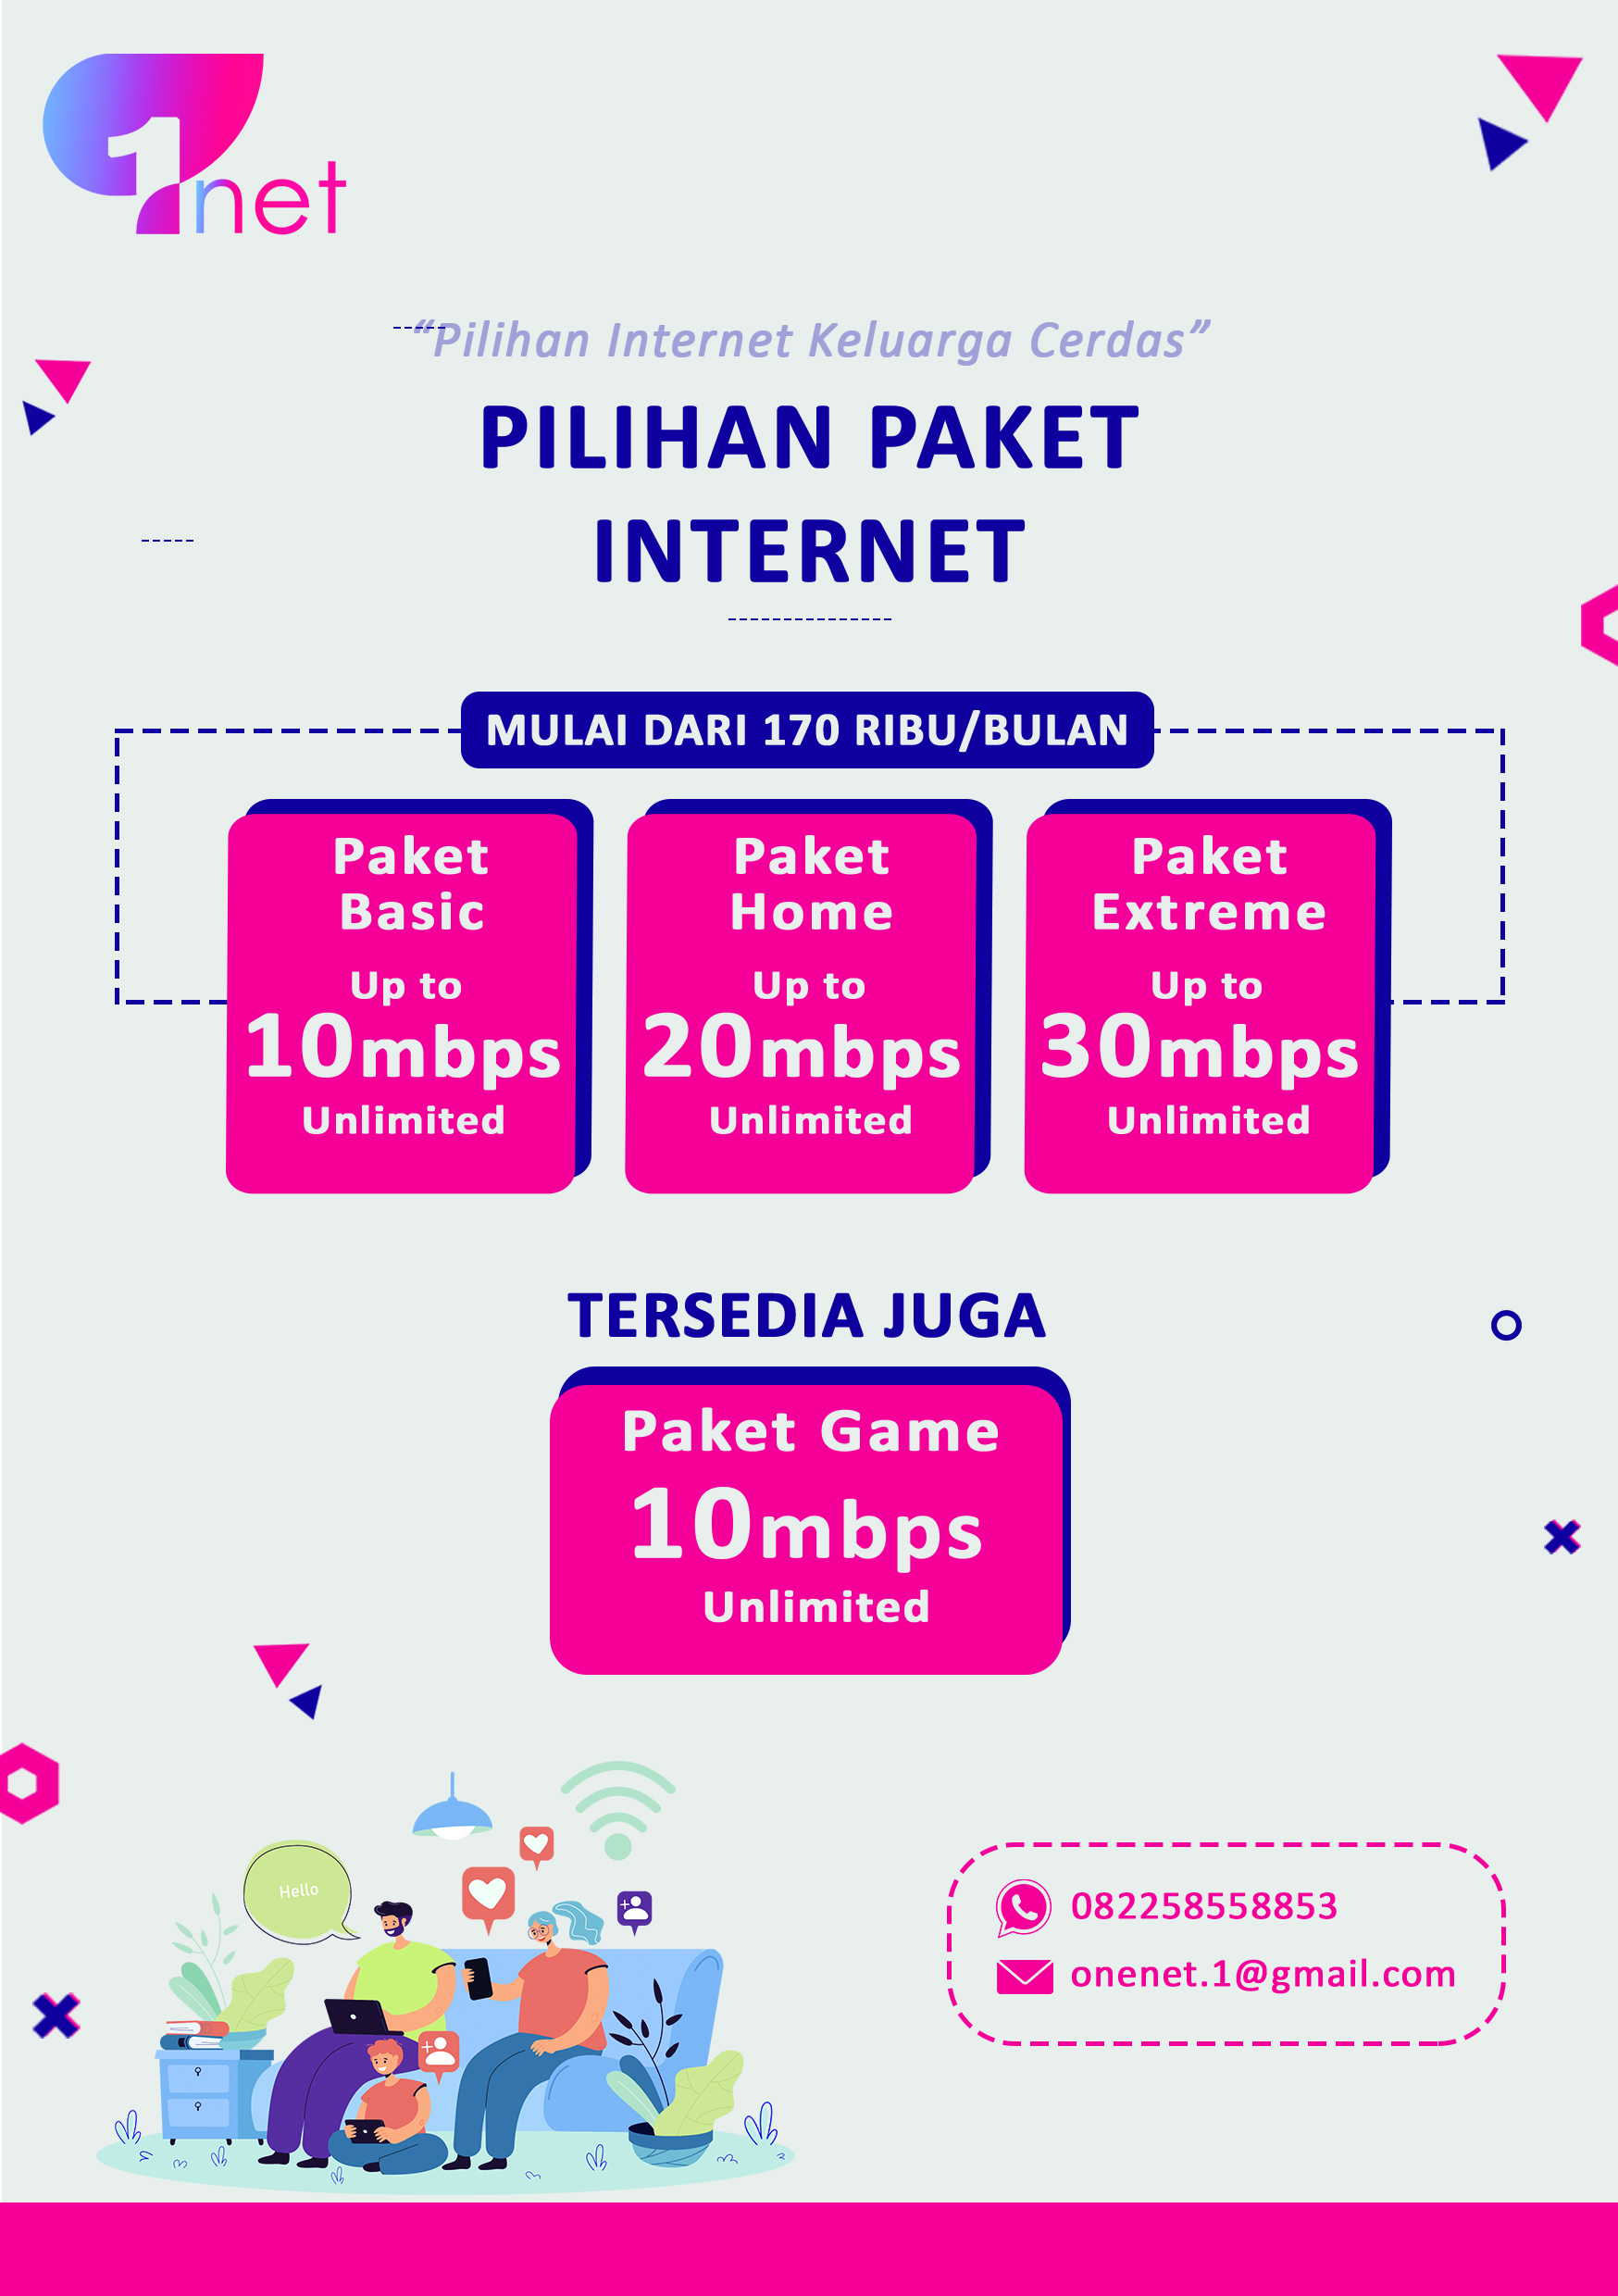 1net
“Pilihan Internet Keluarga Cerdas”
PILIHAN PAKET
INTERNET
MULAI DARI 170 RIBU/BULAN
Paket
Basic
Up to
10mbps
Unlimited
Paket
Home
Up to
20mbps
Unlimited
Paket
Extreme
Up to
30mbps
Unlimited
TERSEDIA JUGA
Paket Game
10mbps
Unlimited
Hello
082258558853
onenet.1@gmail.com